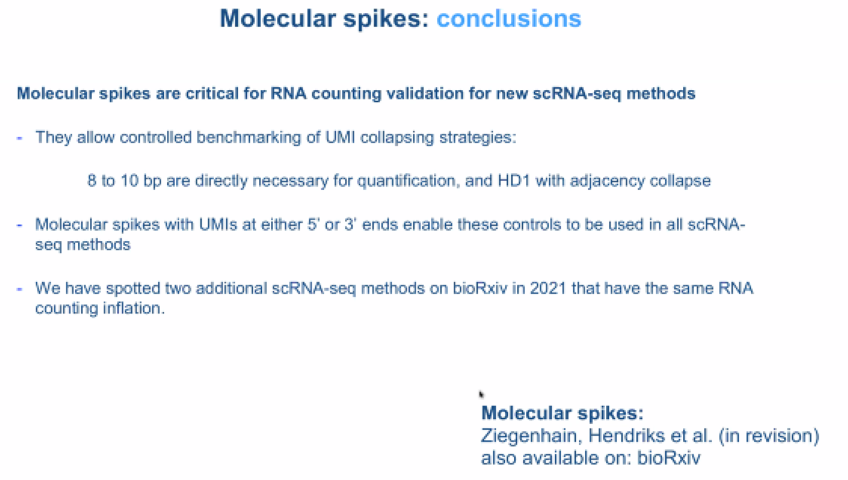 Molecular spikes: conclusions
Molecular spikes are critical for RNA counting validation for new scRNA-seq methods
- They allow controlled benchmarking of UMI collapsing strategies:
8 to 10 bp are directly necessary for quantification, and HD1 with adjacency collapse
- Molecular spikes with UMIs at either 5' or 3' ends enable these controls to be used in all scRNA-
seq methods
- We have spotted two additional scRNA-seq methods on bioRxiv in 2021 that have the same RNA
counting inflation.
Molecular spikes:
Ziegenhain, Hendriks et al. (in revision)
also available on: bioRxiv